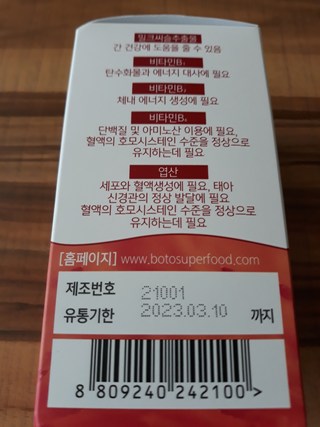 밀크씨슬추출물
간 건강에 도움을 줄 수 있음
비타민B₁
탄수화물과 에너지 대사에 필요
비타민B₂
체내 에너지 생성에 필요
비타민B₆
단백질 및 아미노산 이용에 필요,
혈액의 호모시스테인 수준을 정상으로
유지하는데 필요
엽산
세포와 혈액생성에 필요, 태아
신경관의 정상 발달에 필요
혈액의 호모시스테인 수준을 정상으로
유지하는데 필요
[홈페이지] www.botosuperfood.com
제조번호 21001
유통기한 2023.03.10 까지
8 809240 242100 >